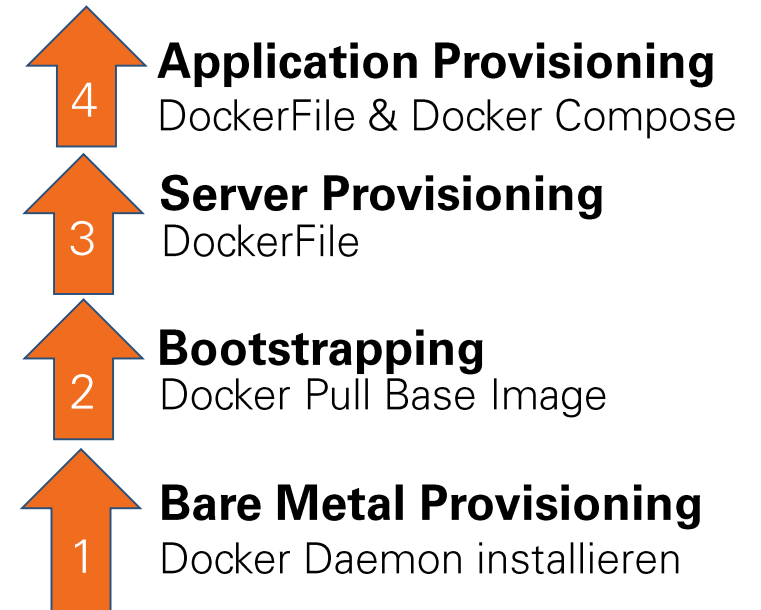 4
Application Provisioning
DockerFile & Docker Compose
3
Server Provisioning
DockerFile
2
Bootstrapping
Docker Pull Base Image
1
Bare Metal Provisioning
Docker Daemon installieren